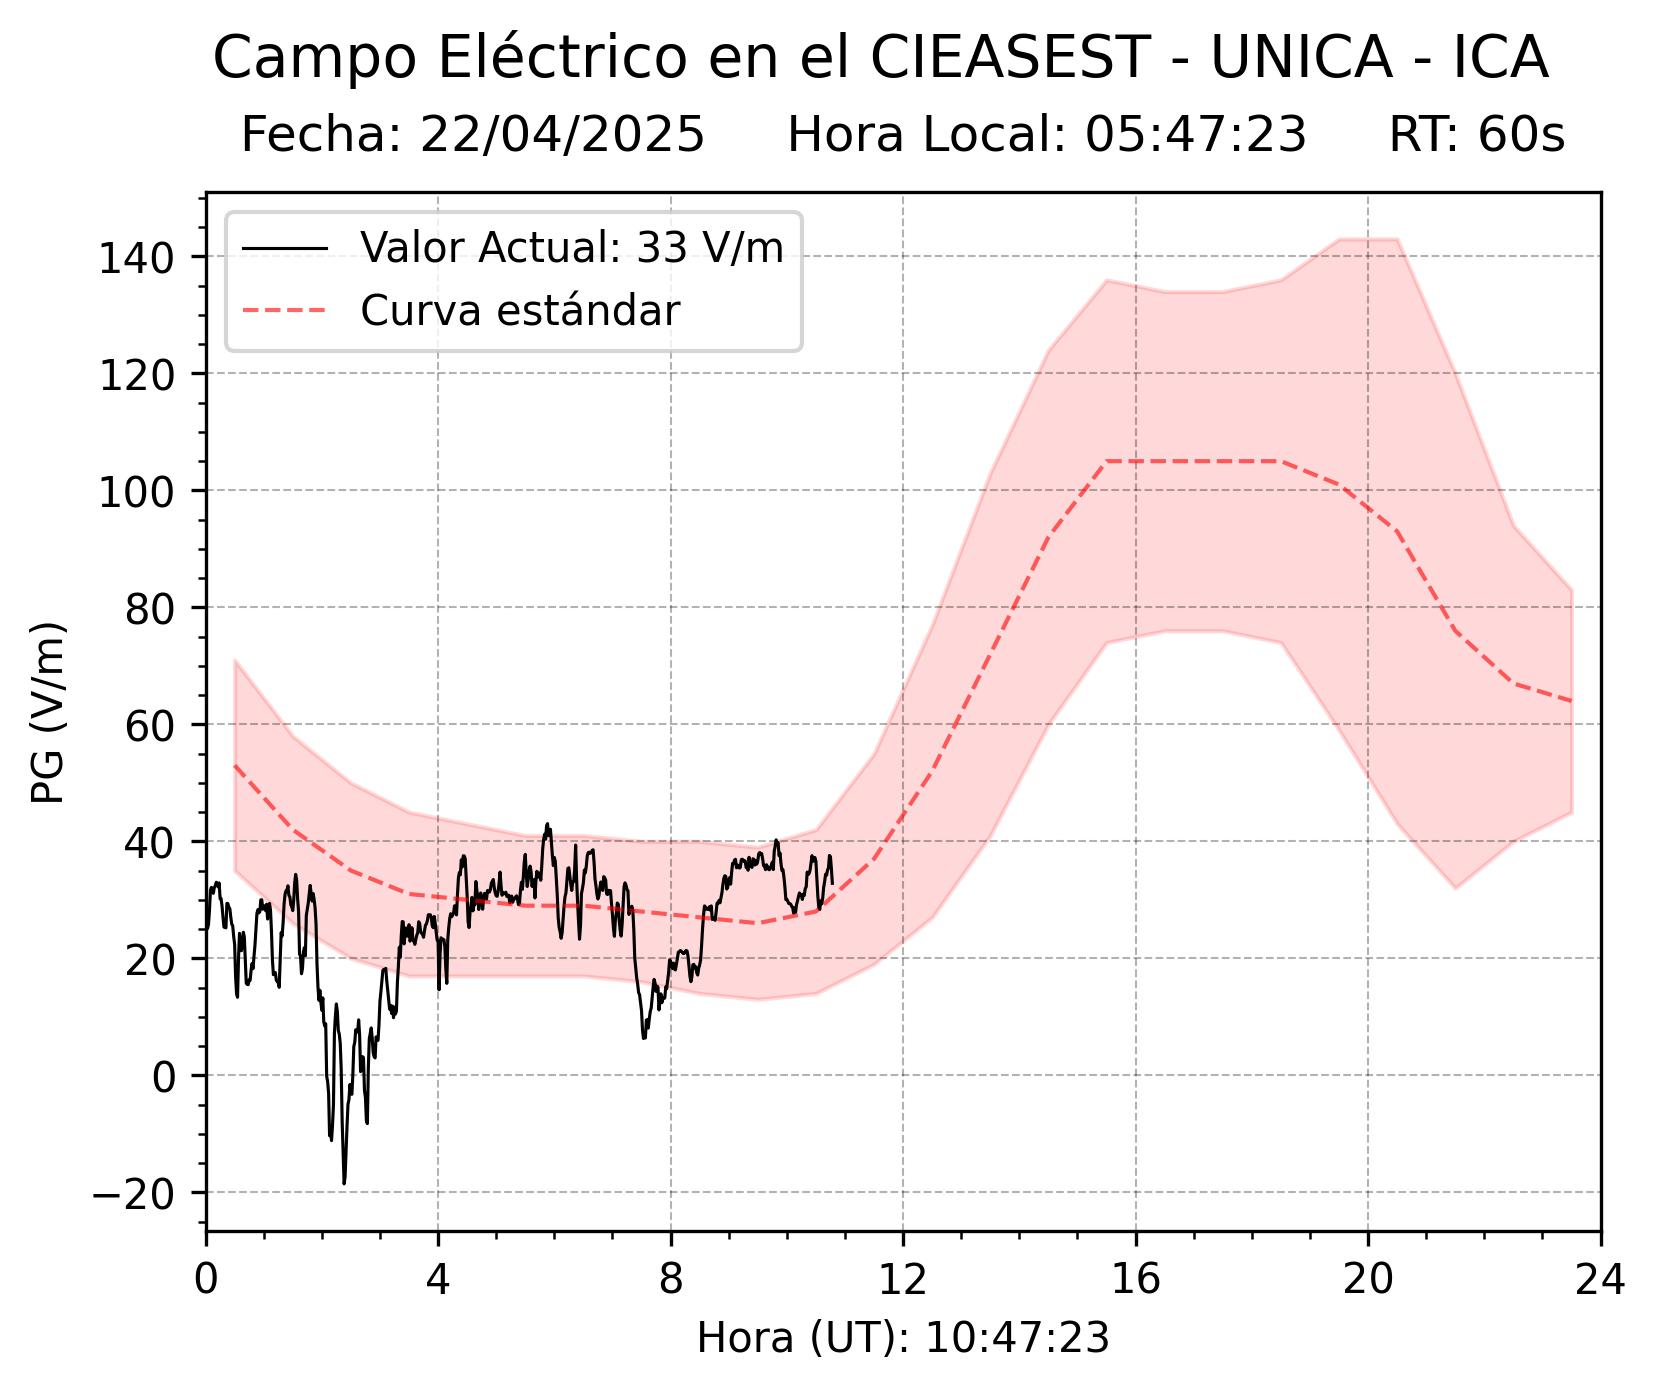 Campo Eléctrico en el CIEASEST - UNICA - ICA
Fecha: 22/04/2025 Hora Local: 05:47:23 RT: 60s
Valor Actual: 33 V/m
Curva estándar
140
120
100
80
60
40
20
0
−20
PG (V/m)
0 4 8 12 16 20 24
Hora (UT): 10:47:23